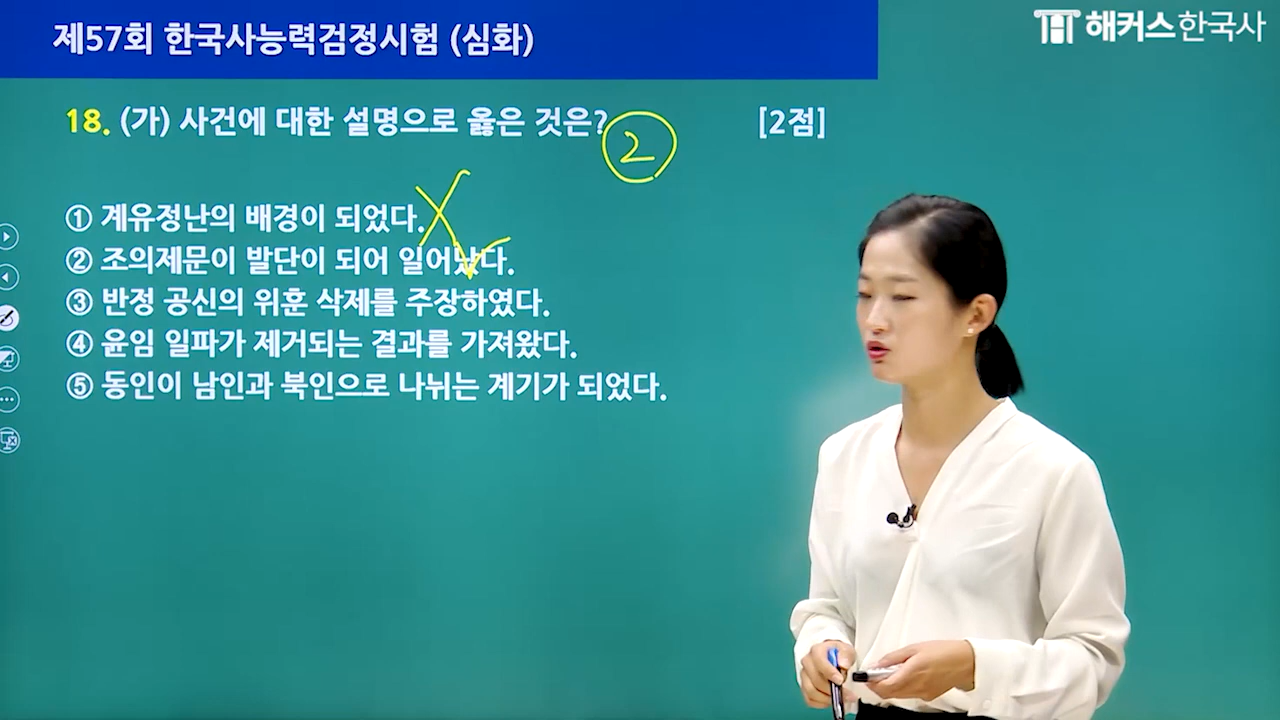 제57회 한국사능력검정시험 (심화)
해커스한국사
18. (가) 사건에 대한 설명으로 옳은 것은? [2점]
2
① 계유정난의 배경이 되었다.
② 조의제문이 발단이 되어 일어났다.
③ 반정 공신의 위훈 삭제를 주장하였다.
④ 윤임 일파가 제거되는 결과를 가져왔다.
⑤ 동인이 남인과 북인으로 나뉘는 계기가 되었다.